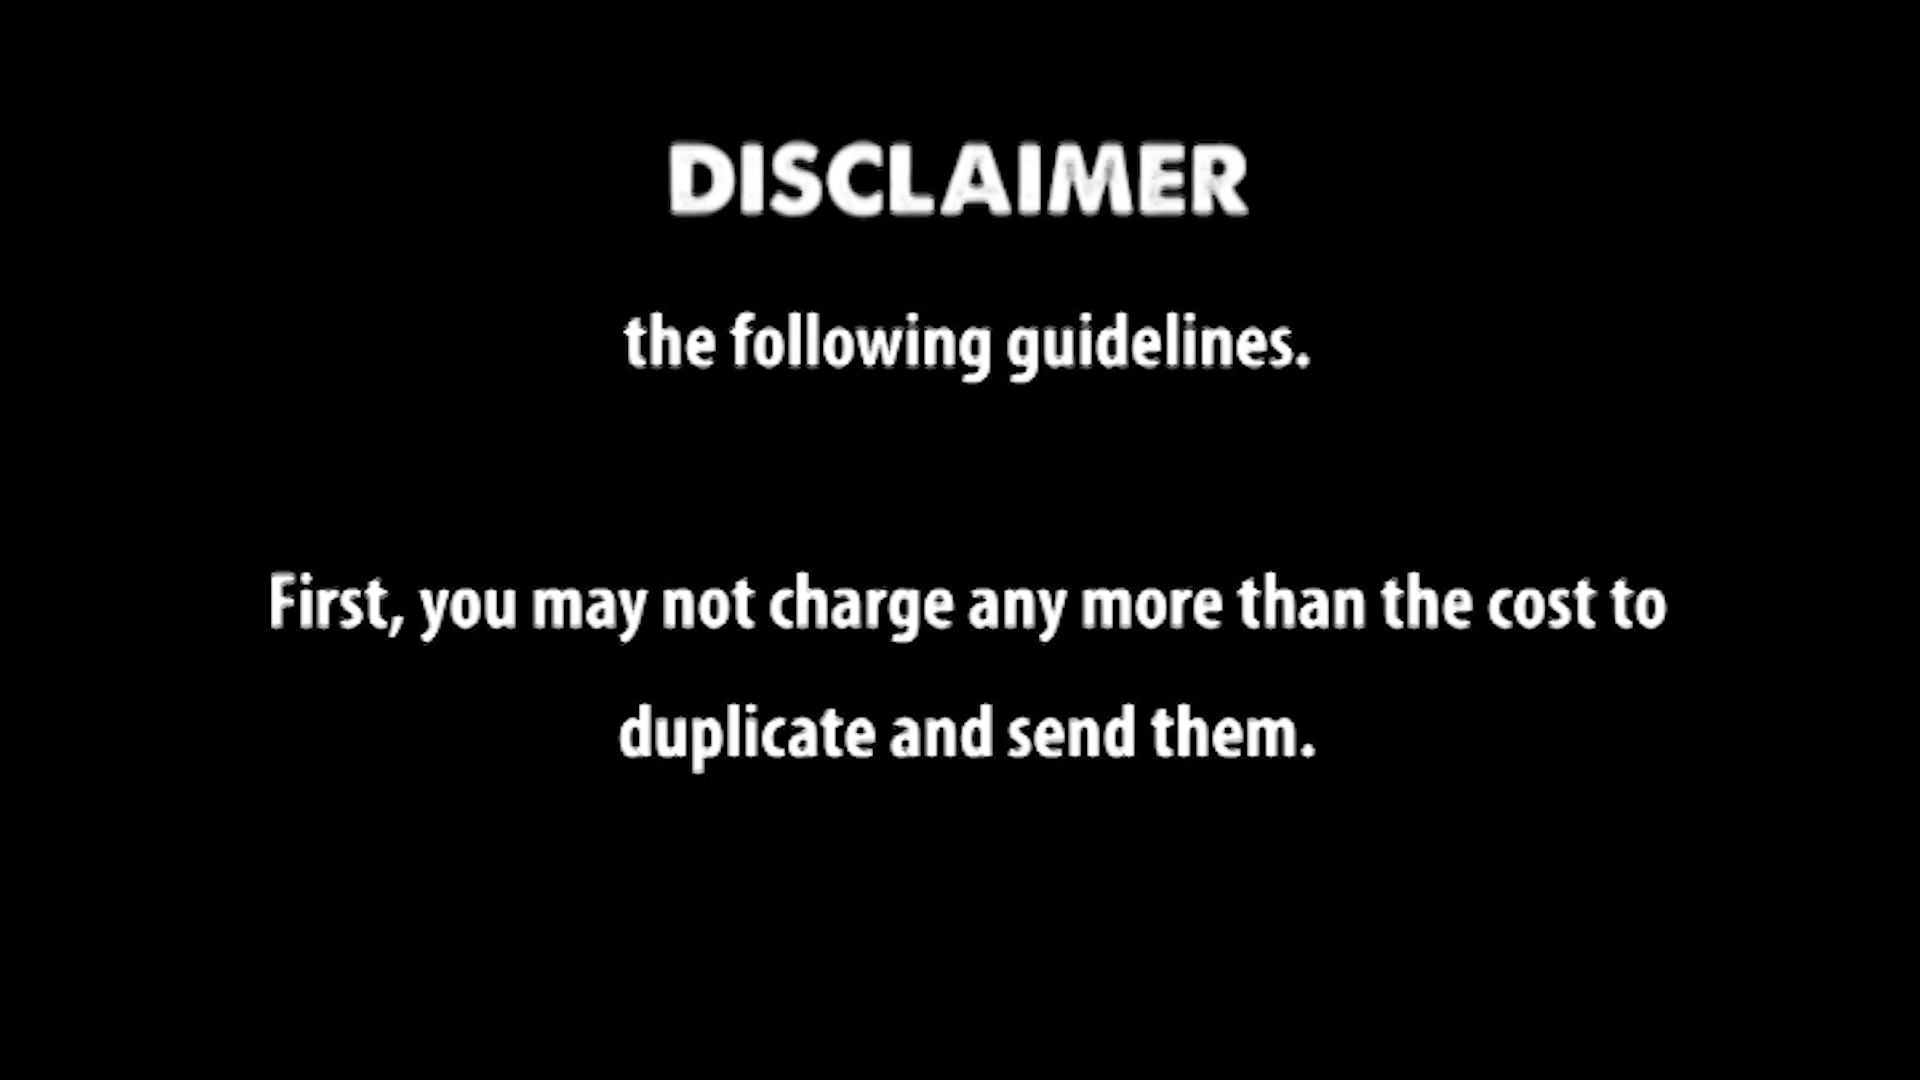 DISCLAIMER
the following guidelines.
First, you may not charge any more than the cost to
duplicate and send them.